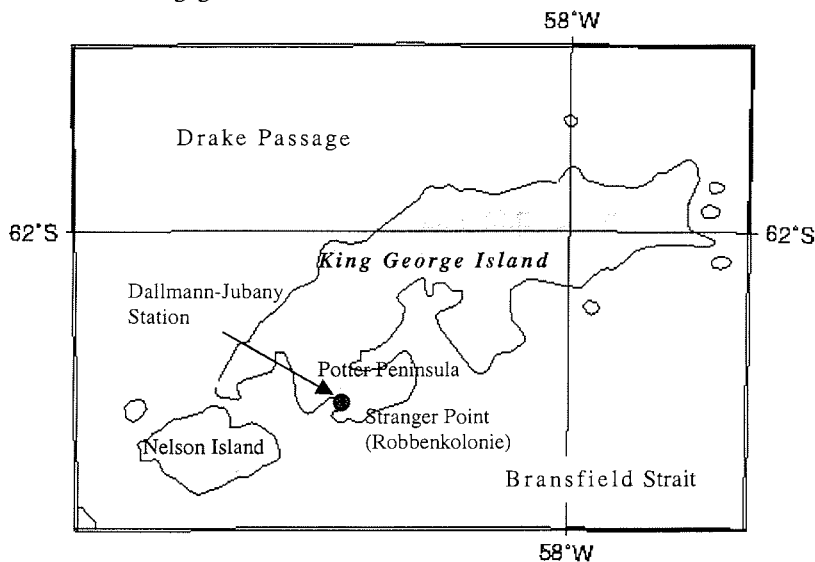 58°W
Drake Passage
62°S
62°S
King George Island
Dallmann-Jubany
Station
Potter Peninsula
Stranger Point
(Robbenkolonie)
Nelson Island
Bransfield Strait
58°W